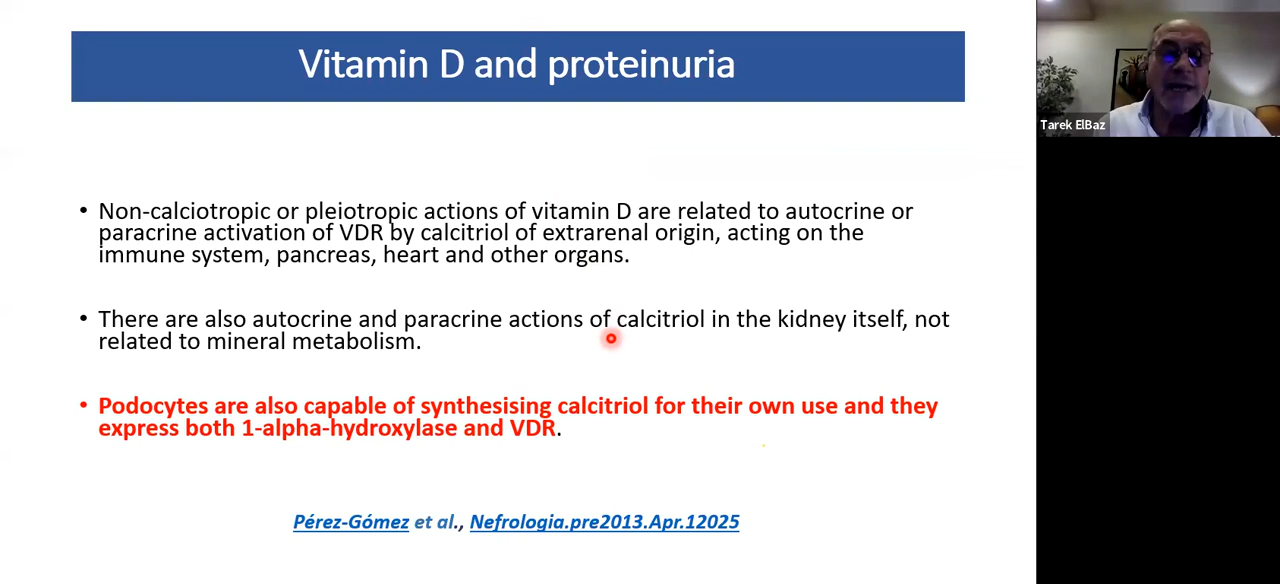 Vitamin D and proteinuria
Tarek ElBaz
• Non-calciotropic or pleiotropic actions of vitamin D are related to autocrine or
paracrine activation of VDR by calcitriol of extrarenal origin, acting on the
immune system, pancreas, heart and other organs.
• There are also autocrine and paracrine actions of calcitriol in the kidney itself, not
related to mineral metabolism.
• Podocytes are also capable of synthesising calcitriol for their own use and they
express both 1-alpha-hydroxylase and VDR.
Pérez-Gómez et al., Nefrologia.pre2013.Apr.12025